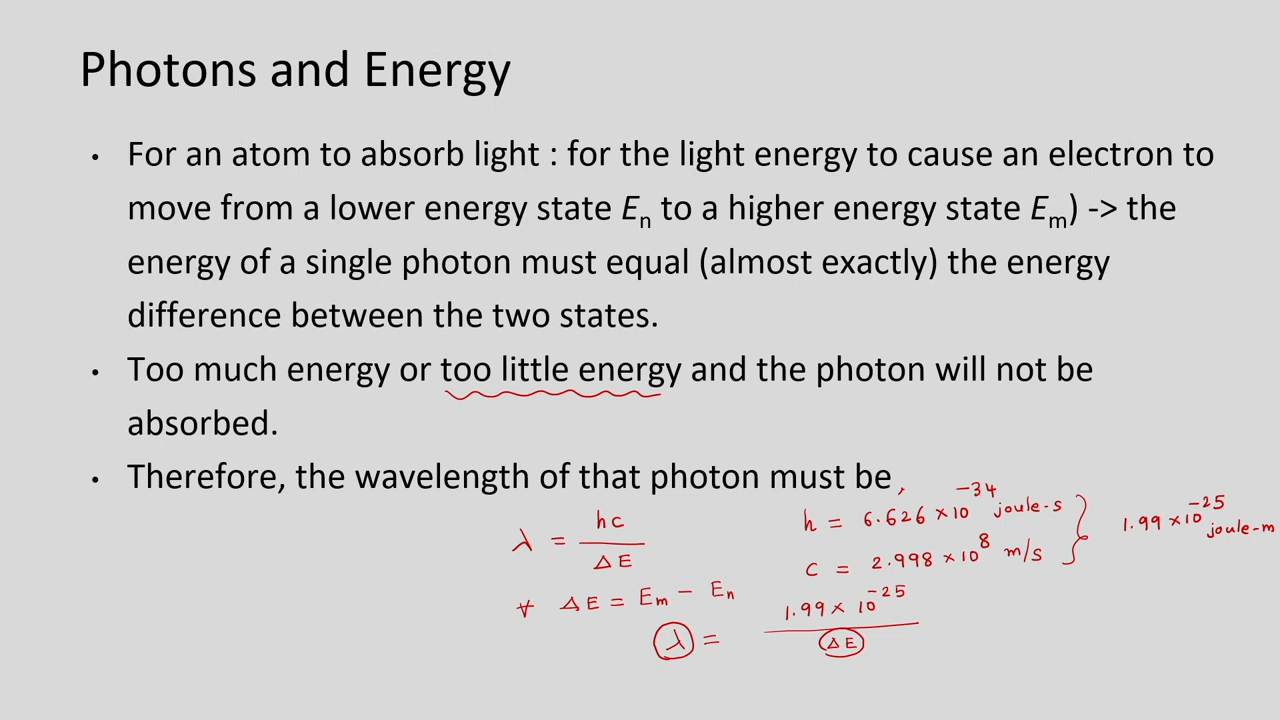 Photons and Energy
• For an atom to absorb light : for the light energy to cause an electron to
move from a lower energy state Eₙ to a higher energy state Eₘ) -> the
energy of a single photon must equal (almost exactly) the energy
difference between the two states.
• Too much energy or too little energy and the photon will not be
absorbed.
• Therefore, the wavelength of that photon must be ,
λ = hc / ΔE
h = 6.626 × 10⁻³⁴ joule-s
c = 2.998 × 10⁸ m/s
} 1.99 × 10⁻²⁵ joule-m
∀ ΔE = Eₘ − Eₙ
λ = 1.99 × 10⁻²⁵ / ΔE